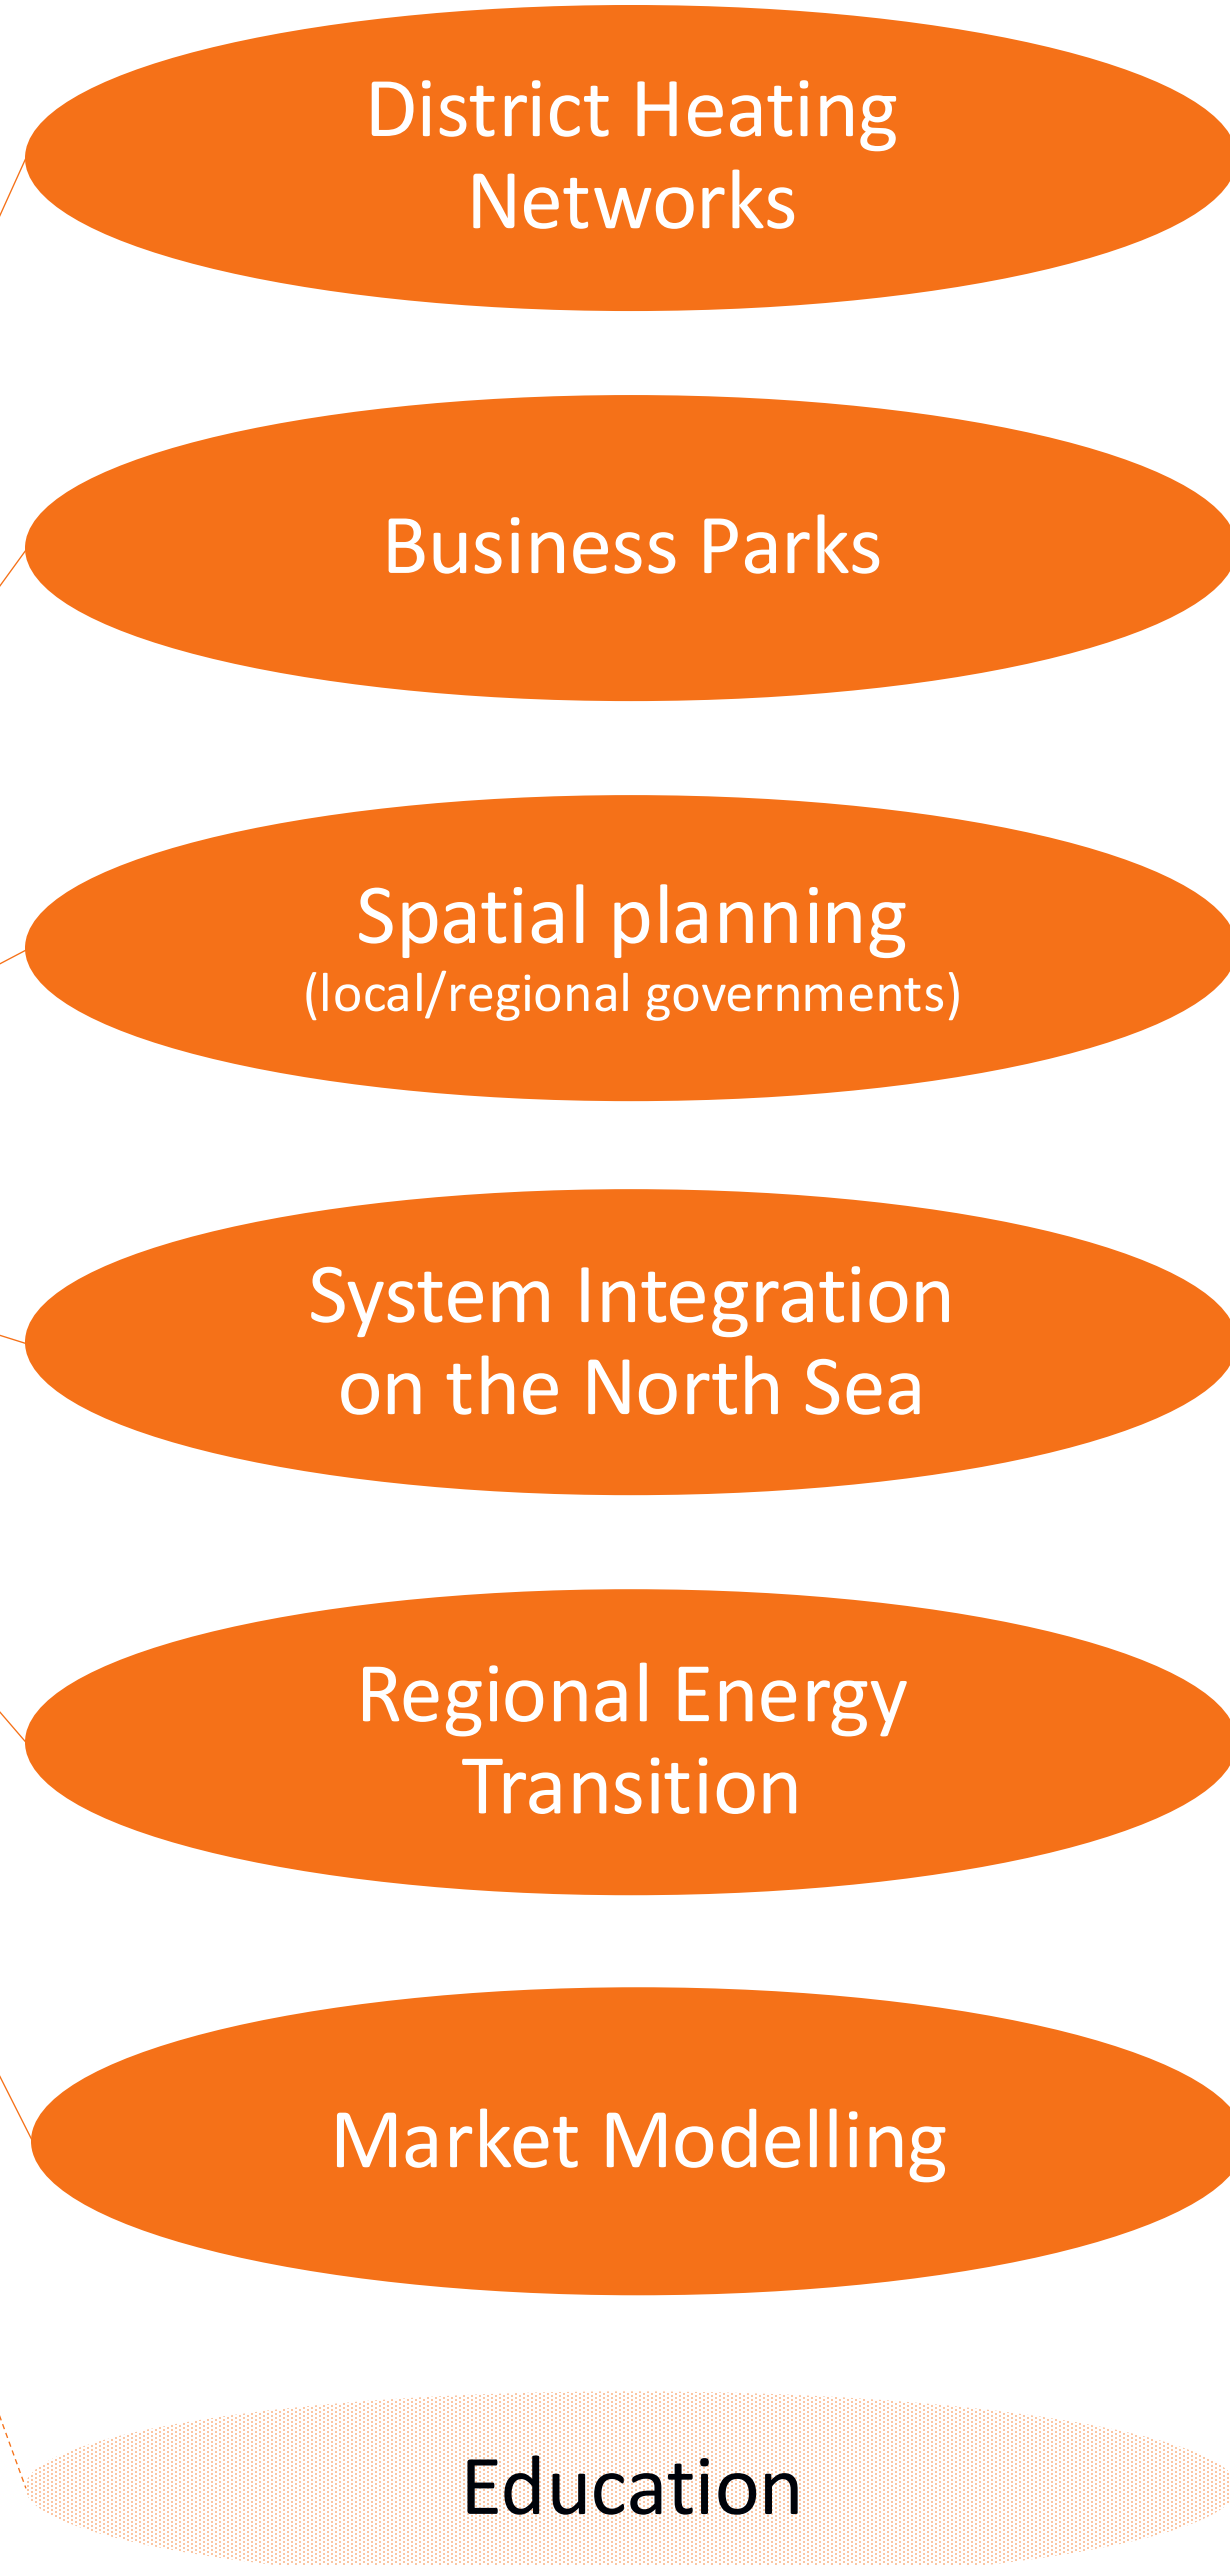 District Heating
Networks
Business Parks
Spatial planning
(local/regional governments)
System Integration
on the North Sea
Regional Energy
Transition
Market Modelling
Education